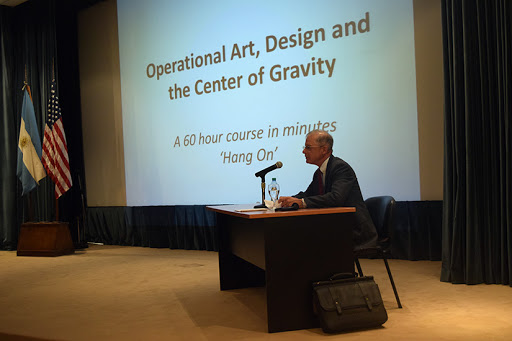 Operational Art, Design and
the Center of Gravity
A 60 hour course in minutes
‘Hang On’